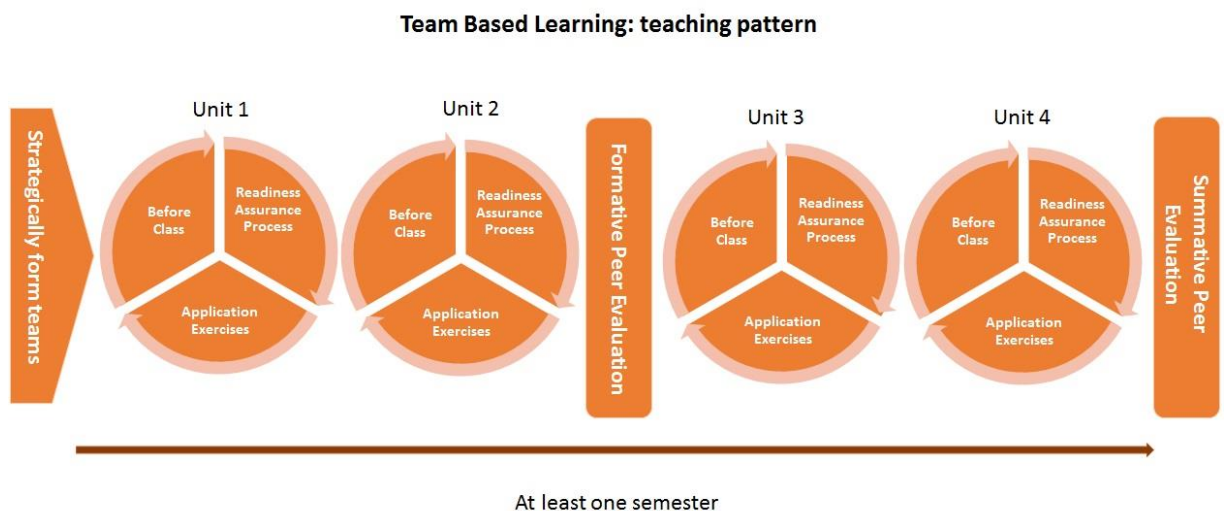 Team Based Learning: teaching pattern
Strategically form teams
Unit 1
Before
Class
Readiness
Assurance
Process
Application
Exercises
Unit 2
Before
Class
Readiness
Assurance
Process
Application
Exercises
Formative Peer Evaluation
Unit 3
Before
Class
Readiness
Assurance
Process
Application
Exercises
Unit 4
Before
Class
Readiness
Assurance
Process
Application
Exercises
Summative Peer
Evaluation
At least one semester